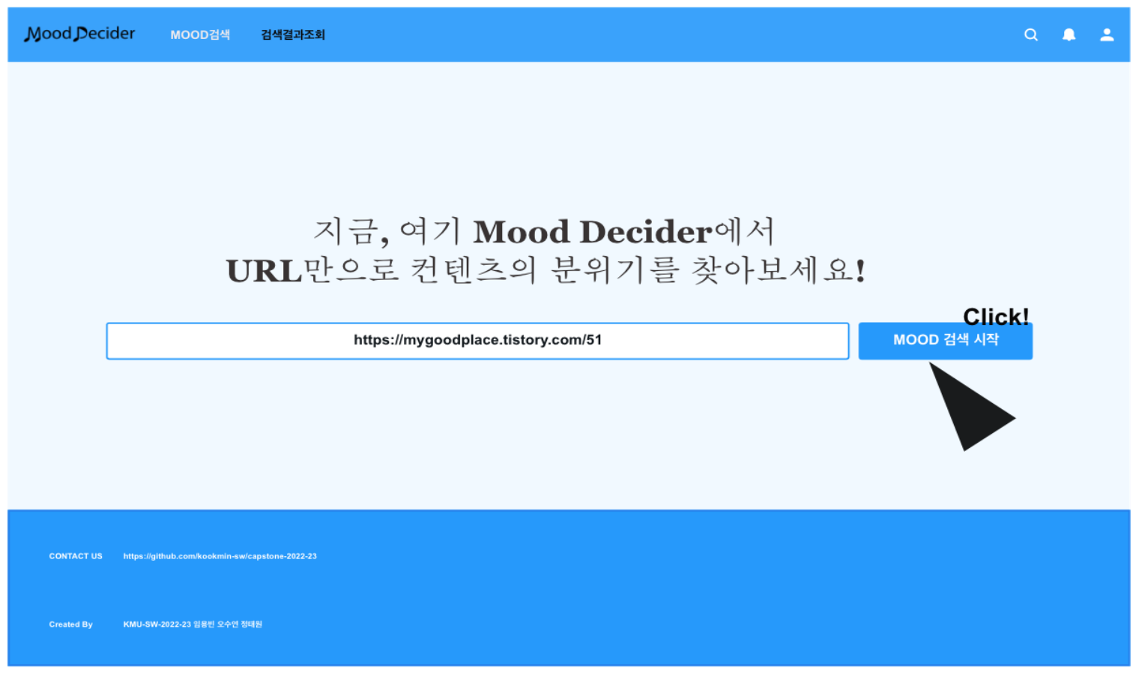 Mood Decider
MOOD검색
검색결과조회
지금, 여기 Mood Decider에서
URL만으로 컨텐츠의 분위기를 찾아보세요!
Click!
https://mygoodplace.tistory.com/51
MOOD 검색 시작
CONTACT US https://github.com/kookmin-sw/capstone-2022-23
Created By KMU-SW-2022-23 임용빈 오수연 정태원